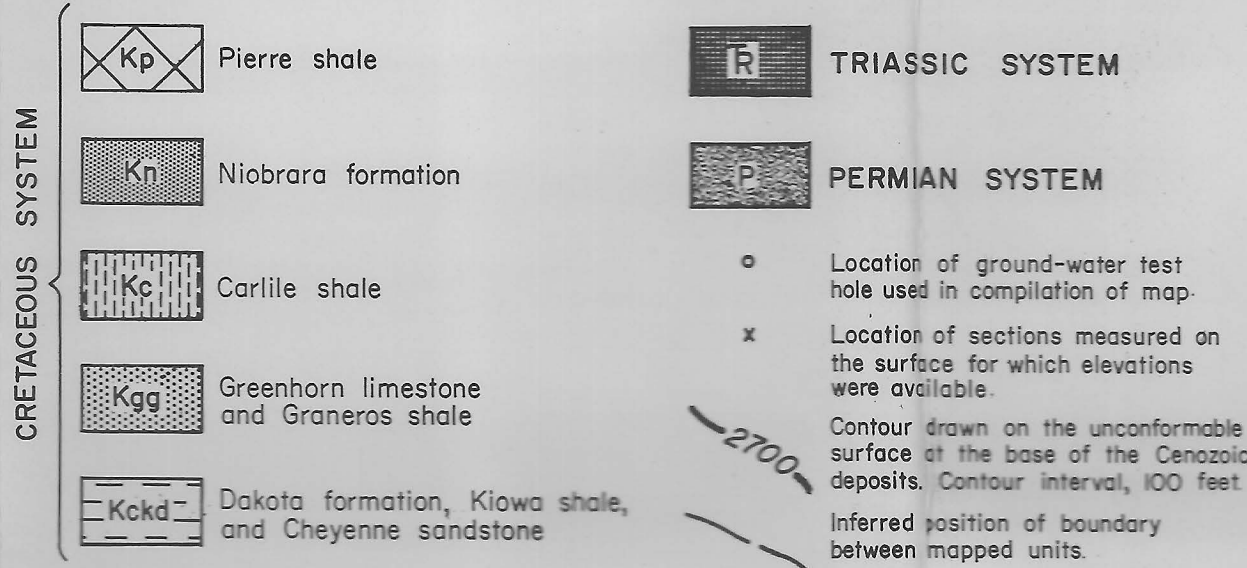 CRETACEOUS SYSTEM
Kp Pierre shale
Kn Niobrara formation
Kc Carlile shale
Kgg Greenhorn limestone
and Graneros shale
Kckd Dakota formation, Kiowa shale,
and Cheyenne sandstone
TR TRIASSIC SYSTEM
P PERMIAN SYSTEM
Location of ground-water test
hole used in compilation of map.
x Location of sections measured on
the surface for which elevations
were available.
2700 Contour drawn on the unconformable
surface at the base of the Cenozoic
deposits. Contour interval, 100 feet
Inferred position of boundary
between mapped units.